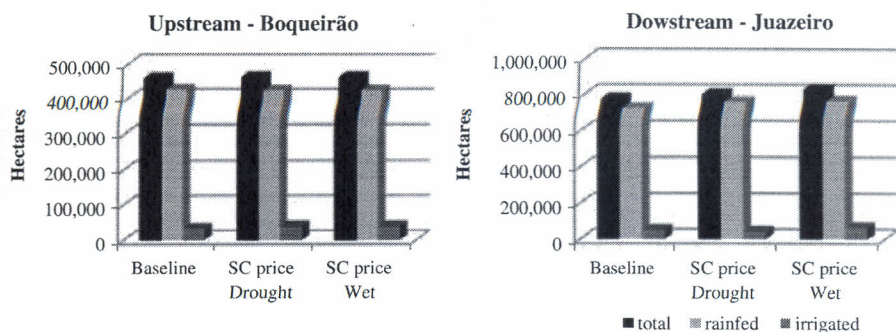 Upstream - Boqueirão
Hectares
500,000
400,000
300,000
200,000
100,000
0
Baseline
SC price
Drought
SC price
Wet
Dowstream - Juazeiro
Hectares
1,000,000
800,000
600,000
400,000
200,000
0
Baseline
SC price
Drought
SC price
Wet
total rainfed irrigated